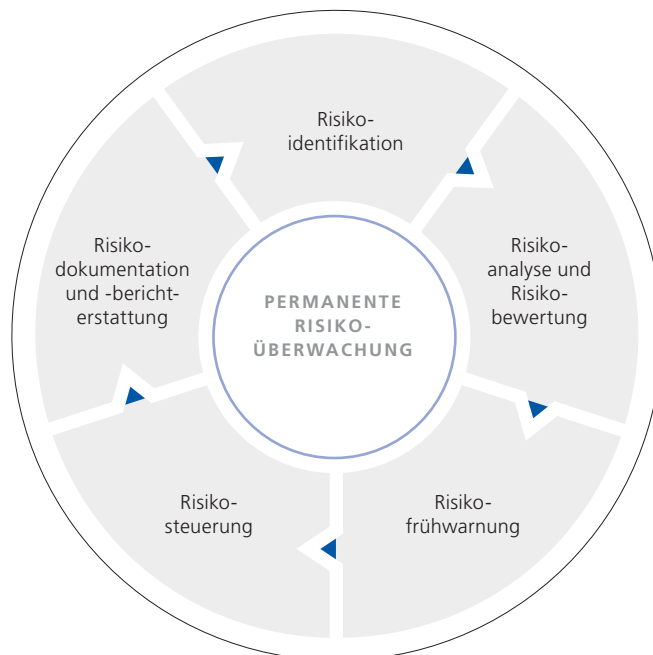 Risiko-
identifikation
Risiko-
analyse und
Risiko-
bewertung
Risiko-
frühwarnung
Risiko-
steuerung
Risiko-
dokumentation
und -bericht-
erstattung
PERMANENTE
RISIKO-
ÜBERWACHUNG